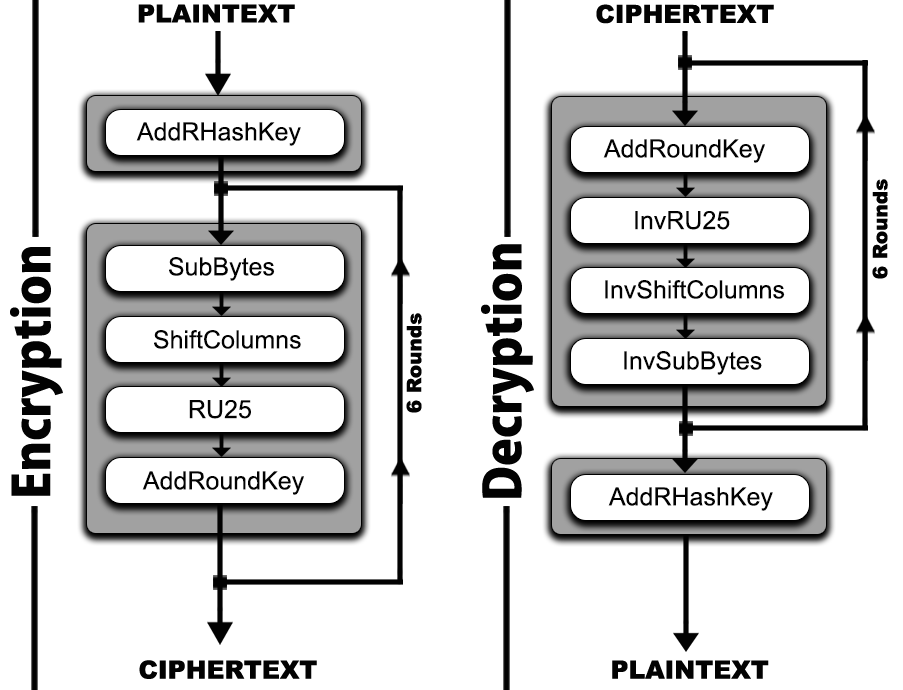 PLAINTEXT
AddRHashKey
SubBytes
ShiftColumns
RU25
AddRoundKey
6 Rounds
Encryption
CIPHERTEXT
CIPHERTEXT
AddRoundKey
InvRU25
InvShiftColumns
InvSubBytes
6 Rounds
AddRHashKey
Decryption
PLAINTEXT